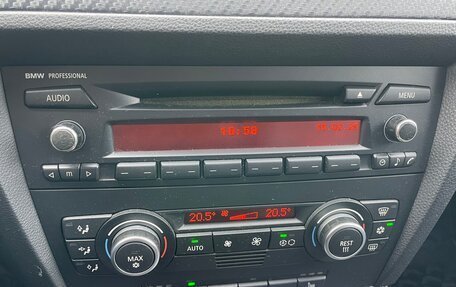 BMW PROFESSIONAL
AUDIO
MENU
10:58
m
20.5° 20.5°
AUTO
MAX
REST